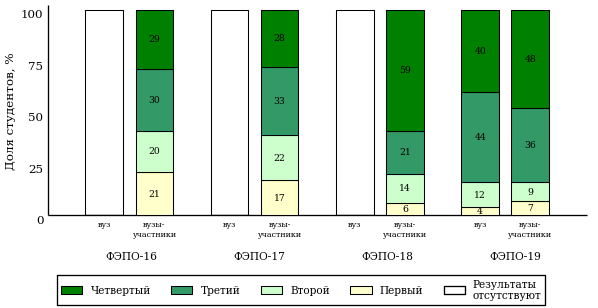 100
75
50
25
0
Доля студентов, %
29
30
20
21
28
33
22
17
59
21
14
6
40
44
12
4
48
36
9
7
вуз
вузы-
участники
вуз
вузы-
участники
вуз
вузы-
участники
вуз
вузы-
участники
ФЭПО-16
ФЭПО-17
ФЭПО-18
ФЭПО-19
Четвертый
Третий
Второй
Первый
Результаты
отсутствуют